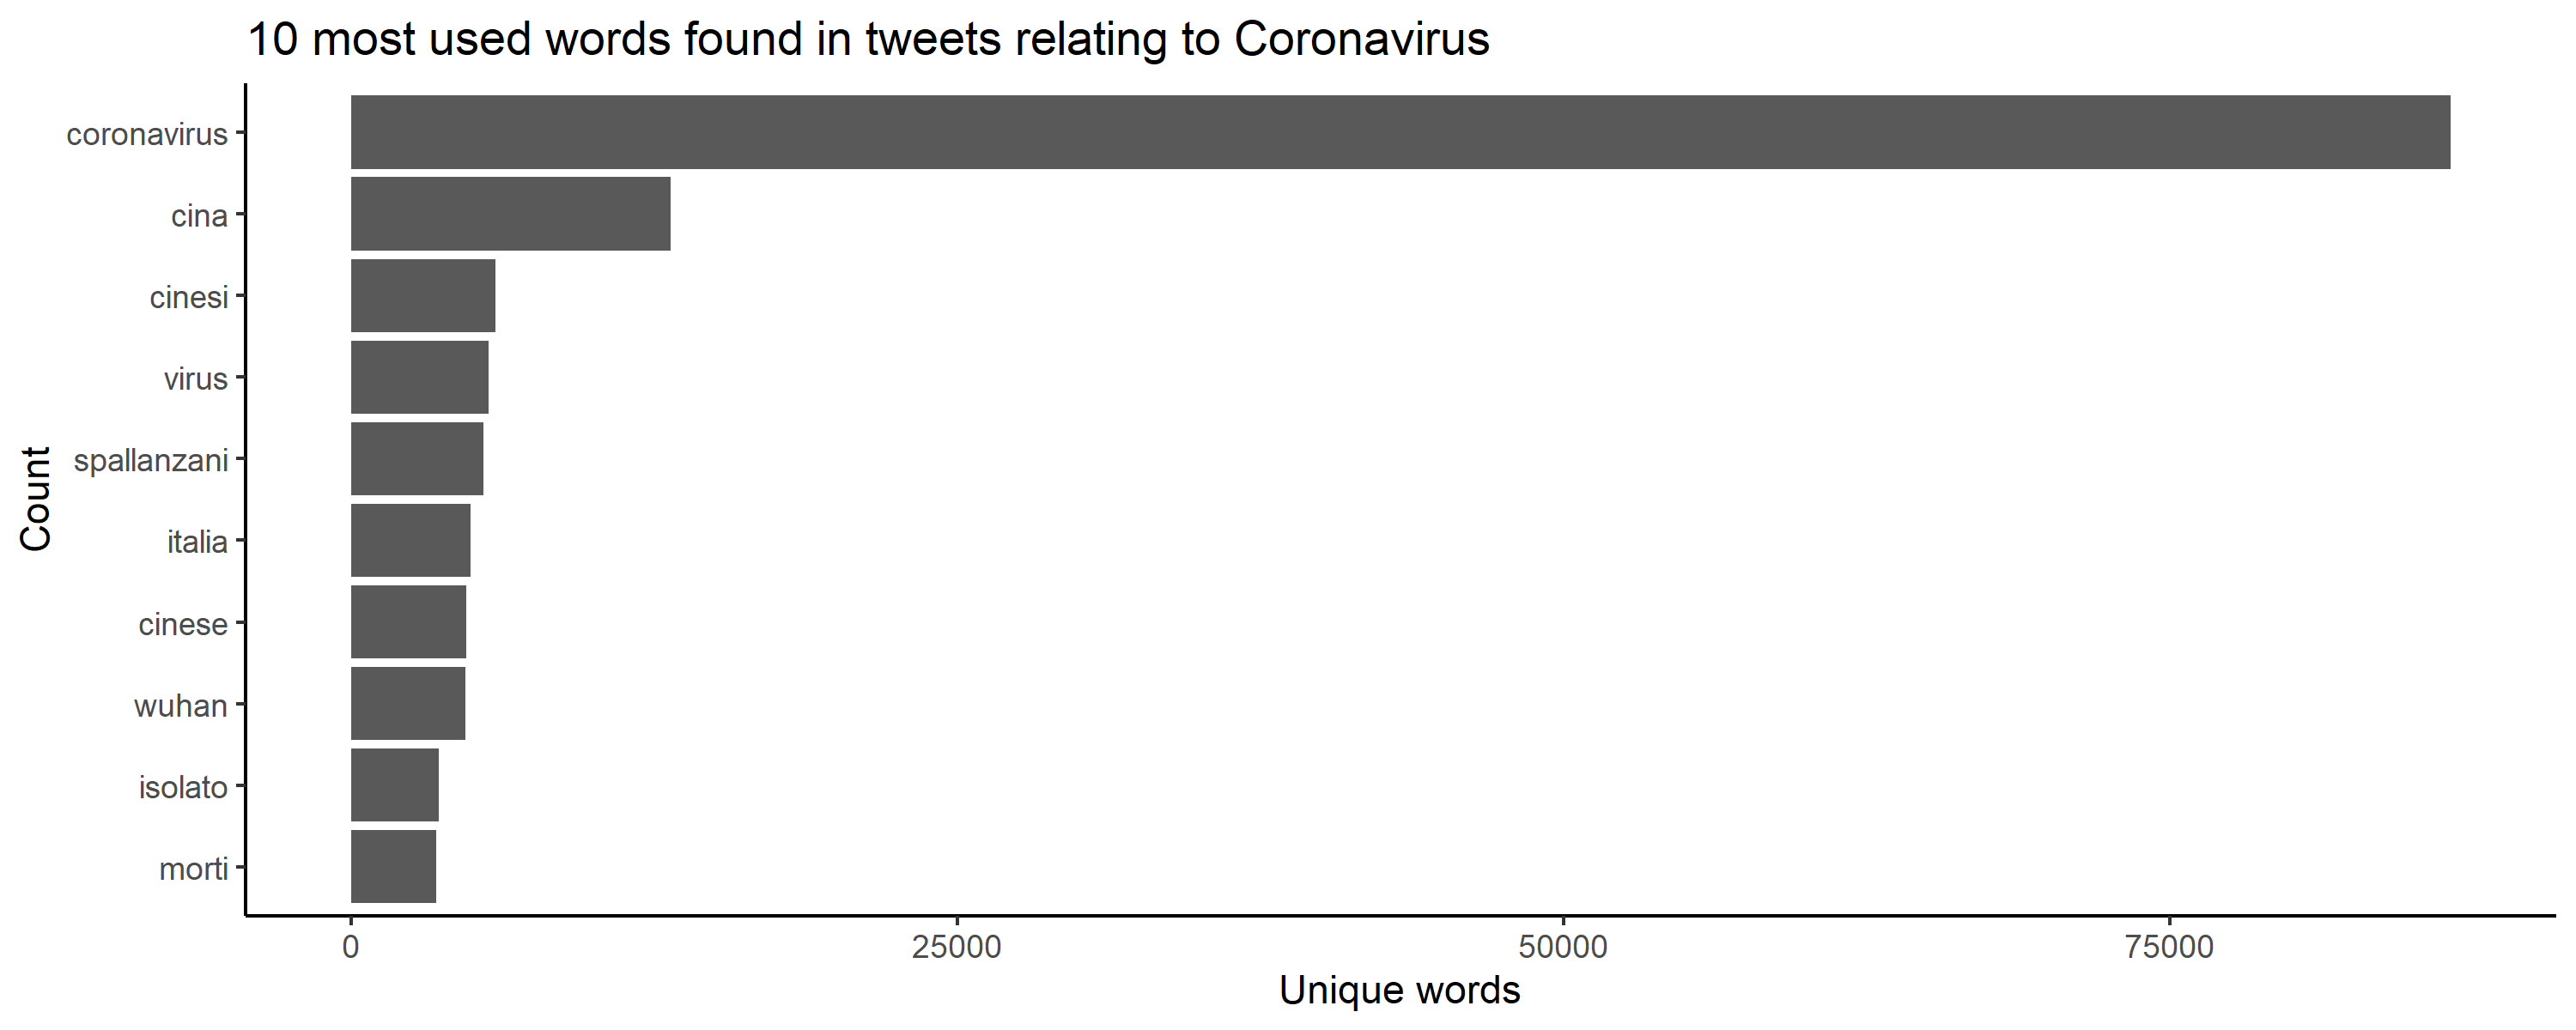 10 most used words found in tweets relating to Coronavirus
coronavirus
cina
cinesi
virus
spallanzani
italia
cinese
wuhan
isolato
morti
Count
0 25000 50000 75000
Unique words